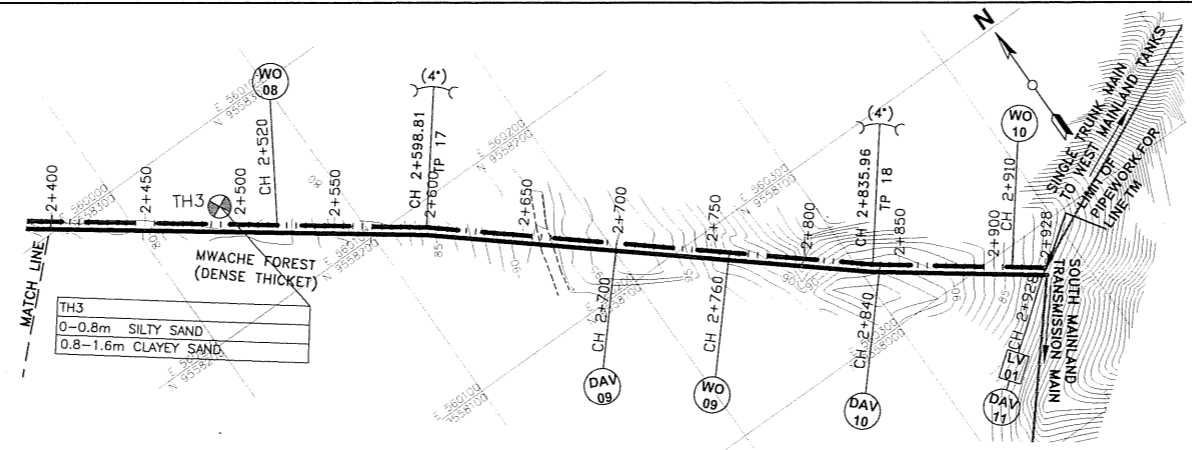 WO
08
CH 2+520
(4°)
CH 2+598.81
TP 17
(4°)
CH 2+835.96
TP 18
WO
10
CH 2+910
N
SINGLE TRUNK MAIN
TO WEST MAINLAND TANKS
LIMIT OF
PIPEWORK FOR
LINE TM
2+400
2+450
2+500
2+550
2+600
2+650
2+700
2+750
2+800
2+850
2+900
2+928
TH3
MATCH LINE
MWACHE FOREST
(DENSE THICKET)
TH3
0-0.8m SILTY SAND
0.8-1.6m CLAYEY SAND
CH 2+700
DAV
09
CH 2+760
WO
09
CH 2+840
DAV
10
CH 2+928
LV
01
DAV
11
SOUTH MAINLAND
TRANSMISSION MAIN
E 560200
N 9558200
E 560100
N 9558100